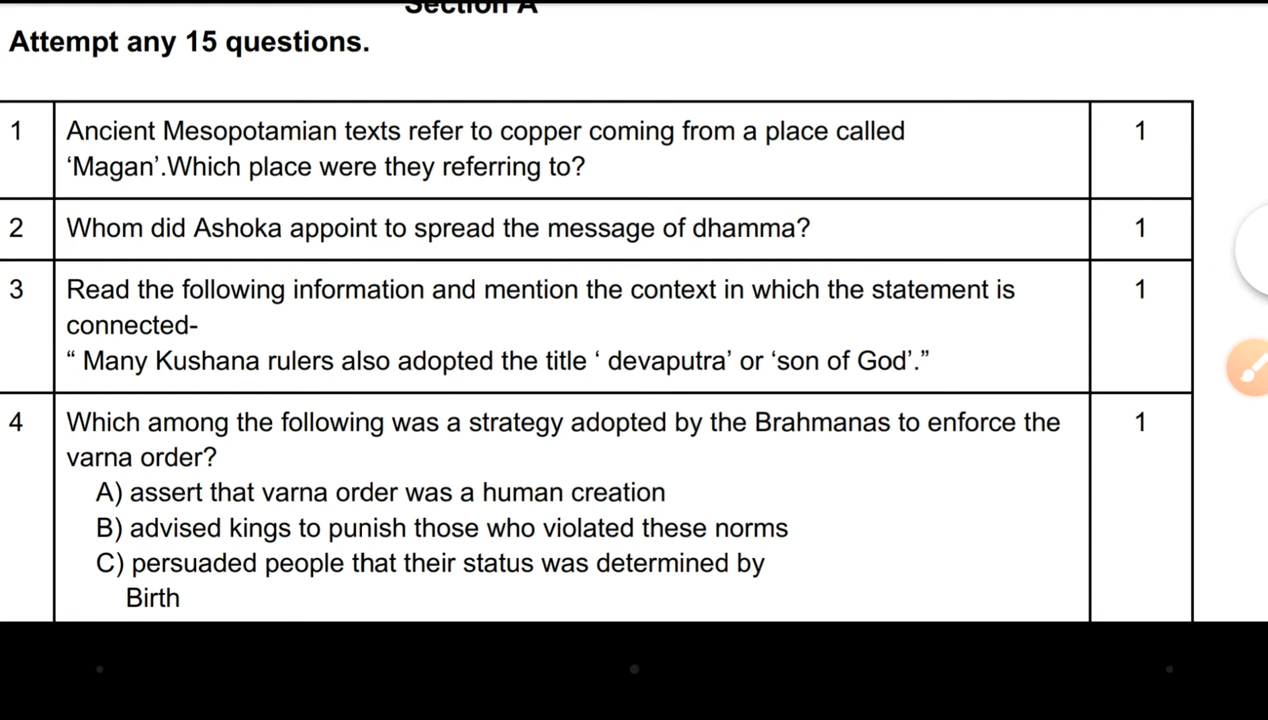 Section A
Attempt any 15 questions.
1 Ancient Mesopotamian texts refer to copper coming from a place called 1
‘Magan’.Which place were they referring to?
2 Whom did Ashoka appoint to spread the message of dhamma? 1
3 Read the following information and mention the context in which the statement is 1
connected-
“ Many Kushana rulers also adopted the title ‘ devaputra’ or ‘son of God’.”
4 Which among the following was a strategy adopted by the Brahmanas to enforce the 1
varna order?
A) assert that varna order was a human creation
B) advised kings to punish those who violated these norms
C) persuaded people that their status was determined by
Birth